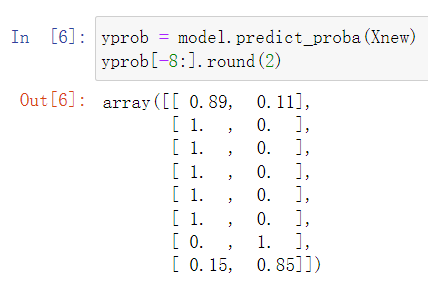 In [6]: yprob = model.predict_proba(Xnew)
yprob[-8:].round(2)
Out[6]: array([[ 0.89, 0.11],
[ 1. , 0. ],
[ 1. , 0. ],
[ 1. , 0. ],
[ 1. , 0. ],
[ 1. , 0. ],
[ 0. , 1. ],
[ 0.15, 0.85]])